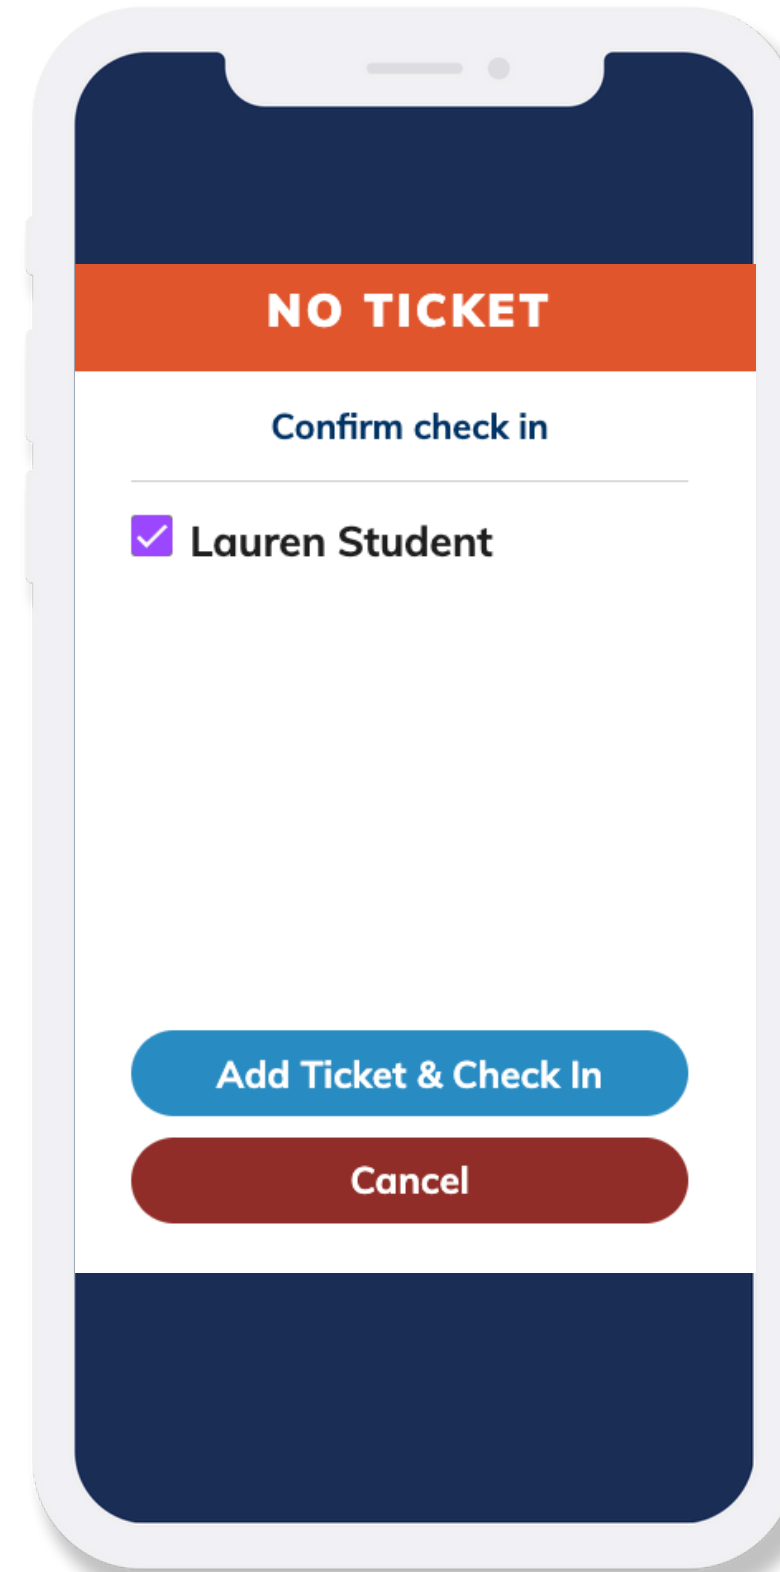 NO TICKET
Confirm check in
Lauren Student
Add Ticket & Check In
Cancel